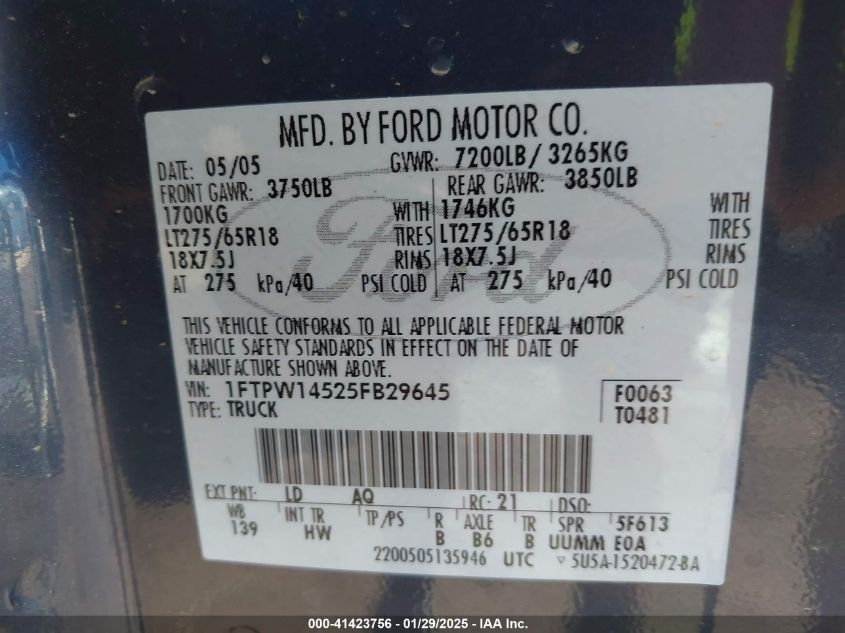 MFD. BY FORD MOTOR CO.
DATE: 05/05 GVWR: 7200LB/ 3265KG
FRONT GAWR: 3750LB REAR GAWR: 3850LB
1700KG WITH 1746KG WITH
LT275/65R18 TIRES LT275/65R18 TIRES
18X7.5J RIMS 18X7.5J RIMS
AT 275 kPa/40 PSI COLD AT 275 kPa/40 PSI COLD
Ford
THIS VEHICLE CONFORMS TO ALL APPLICABLE FEDERAL MOTOR
VEHICLE SAFETY STANDARDS IN EFFECT ON THE DATE OF
MANUFACTURE SHOWN ABOVE.
VIN: 1FTPW14525FB29645 F0063
TYPE: TRUCK T0481
EXT PNT: LD AQ RC: 21 DSO:
WB INT TR TP/PS R AXLE TR SPR 5F613
139 HW B B6 B UUMM E0A
2200505135946 UTC ▽ 5U5A-1520472-BA
000-41423756 - 01/29/2025 - IAA Inc.